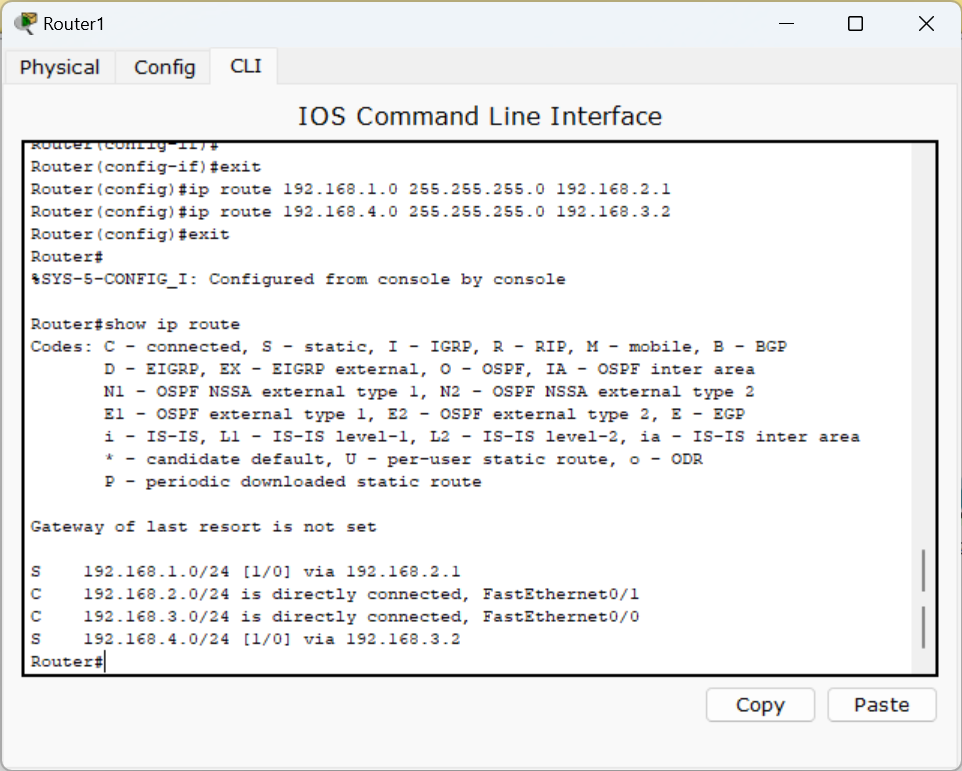 Router1
Physical Config CLI
IOS Command Line Interface
Router(config-if)#
Router(config-if)#exit
Router(config)#ip route 192.168.1.0 255.255.255.0 192.168.2.1
Router(config)#ip route 192.168.4.0 255.255.255.0 192.168.3.2
Router(config)#exit
Router#
%SYS-5-CONFIG_I: Configured from console by console
Router#show ip route
Codes: C - connected, S - static, I - IGRP, R - RIP, M - mobile, B - BGP
D - EIGRP, EX - EIGRP external, O - OSPF, IA - OSPF inter area
N1 - OSPF NSSA external type 1, N2 - OSPF NSSA external type 2
E1 - OSPF external type 1, E2 - OSPF external type 2, E - EGP
i - IS-IS, L1 - IS-IS level-1, L2 - IS-IS level-2, ia - IS-IS inter area
* - candidate default, U - per-user static route, o - ODR
P - periodic downloaded static route
Gateway of last resort is not set
S 192.168.1.0/24 [1/0] via 192.168.2.1
C 192.168.2.0/24 is directly connected, FastEthernet0/1
C 192.168.3.0/24 is directly connected, FastEthernet0/0
S 192.168.4.0/24 [1/0] via 192.168.3.2
Router#
Copy Paste